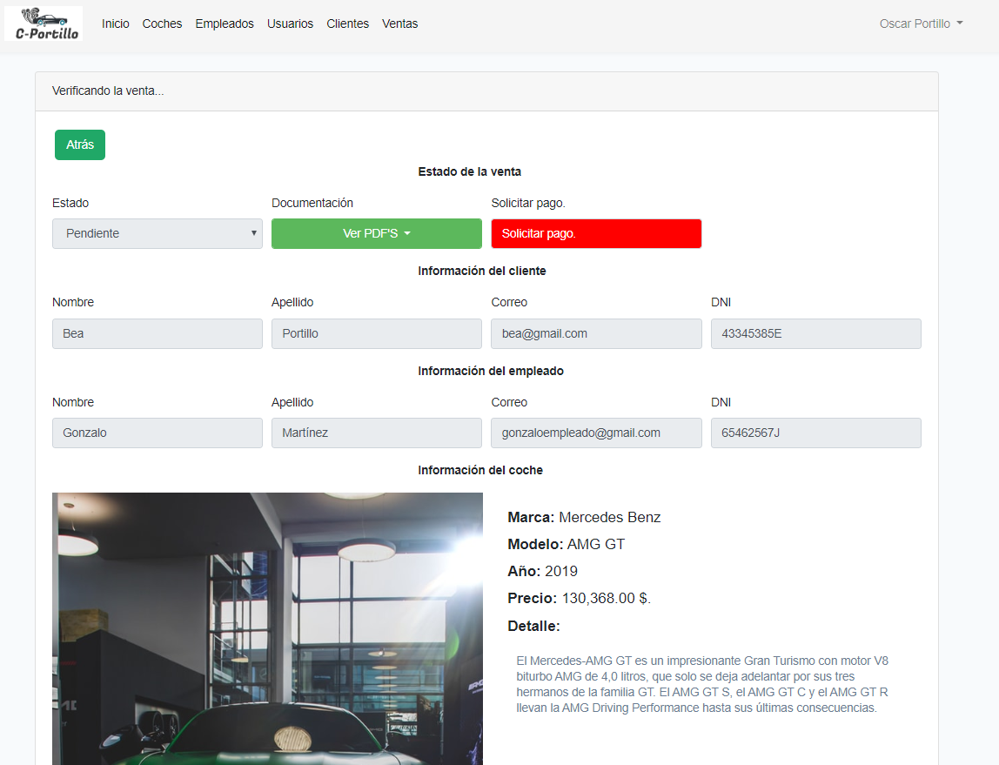 C-Portillo
Inicio Coches Empleados Usuarios Clientes Ventas
Oscar Portillo
Verificando la venta...
Atrás
Estado de la venta
Estado Documentación Solicitar pago.
Pendiente Ver PDF'S Solicitar pago.
Información del cliente
Nombre Apellido Correo DNI
Bea Portillo bea@gmail.com 43345385E
Información del empleado
Nombre Apellido Correo DNI
Gonzalo Martínez gonzaloempleado@gmail.com 65462567J
Información del coche
Marca: Mercedes Benz
Modelo: AMG GT
Año: 2019
Precio: 130,368.00 $.
Detalle:
El Mercedes-AMG GT es un impresionante Gran Turismo con motor V8
biturbo AMG de 4,0 litros, que solo se deja adelantar por sus tres
hermanos de la familia GT. El AMG GT S, el AMG GT C y el AMG GT R
llevan la AMG Driving Performance hasta sus últimas consecuencias.